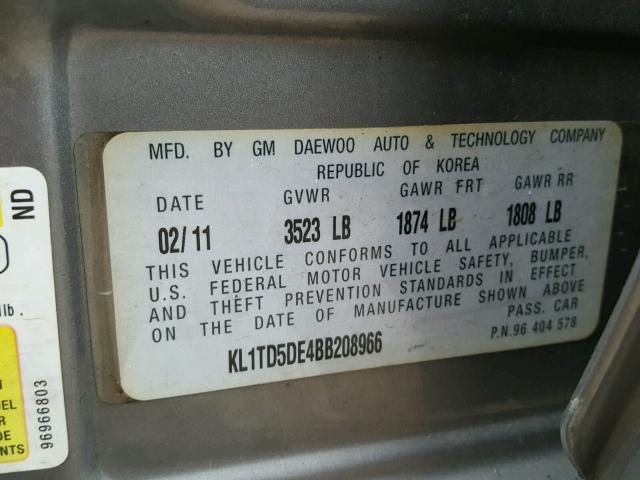 MFD. BY GM DAEWOO AUTO & TECHNOLOGY COMPANY
REPUBLIC OF KOREA
DATE GVWR GAWR FRT GAWR RR
02/11 3523 LB 1874 LB 1808 LB
THIS VEHICLE CONFORMS TO ALL APPLICABLE
U.S. FEDERAL MOTOR VEHICLE SAFETY, BUMPER,
AND THEFT PREVENTION STANDARDS IN EFFECT
ON THE DATE OF MANUFACTURE SHOWN ABOVE
PASS. CAR
KL1TD5DE4BB208966
P.N.96 404 578
ND
lb.
96966803